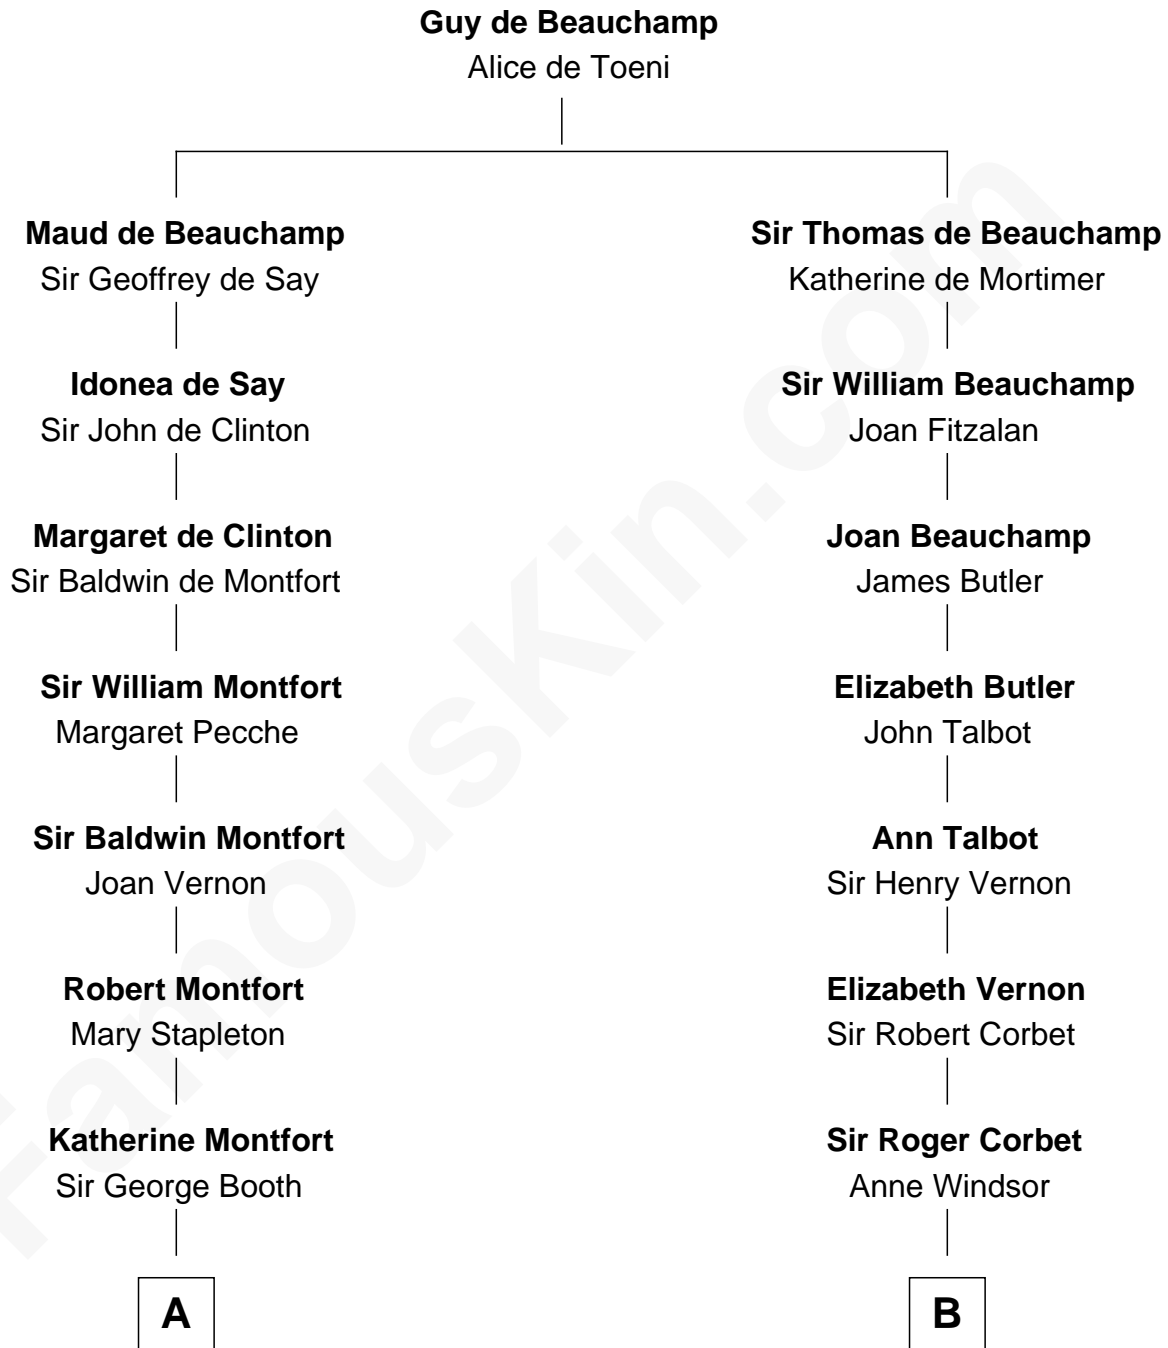 Guy de Beauchamp
Alice de Toeni
Maud de Beauchamp
Sir Geoffrey de Say
Sir Thomas de Beauchamp
Katherine de Mortimer
Idonea de Say
Sir John de Clinton
Sir William Beauchamp
Joan Fitzalan
Margaret de Clinton
Sir Baldwin de Montfort
Joan Beauchamp
James Butler
Sir William Montfort
Margaret Pecche
Elizabeth Butler
John Talbot
Sir Baldwin Montfort
Joan Vernon
Ann Talbot
Sir Henry Vernon
Robert Montfort
Mary Stapleton
Elizabeth Vernon
Sir Robert Corbet
Katherine Montfort
Sir George Booth
Sir Roger Corbet
Anne Windsor
A
B
FamousKin.com